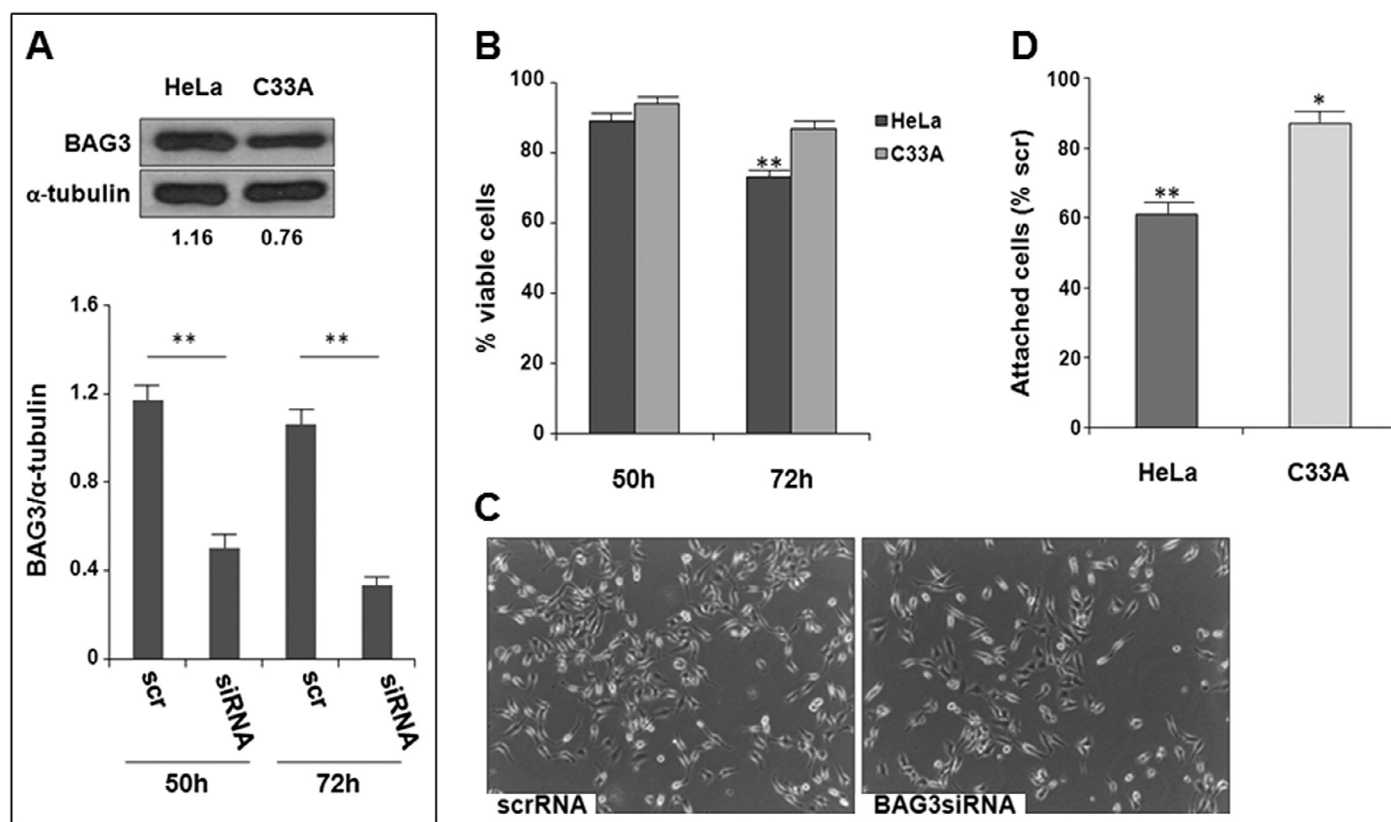 A
HeLa C33A
BAG3
α-tubulin
1.16 0.76
BAG3/α-tubulin
1.6
1.2
0.8
0.4
0
** **
scr siRNA scr siRNA
50h 72h
B
% viable cells
100
80
60
40
20
0
**
HeLa
C33A
50h 72h
C
scrRNA BAG3siRNA
D
Attached cells (% scr)
100
80
60
40
20
0
** *
HeLa C33A